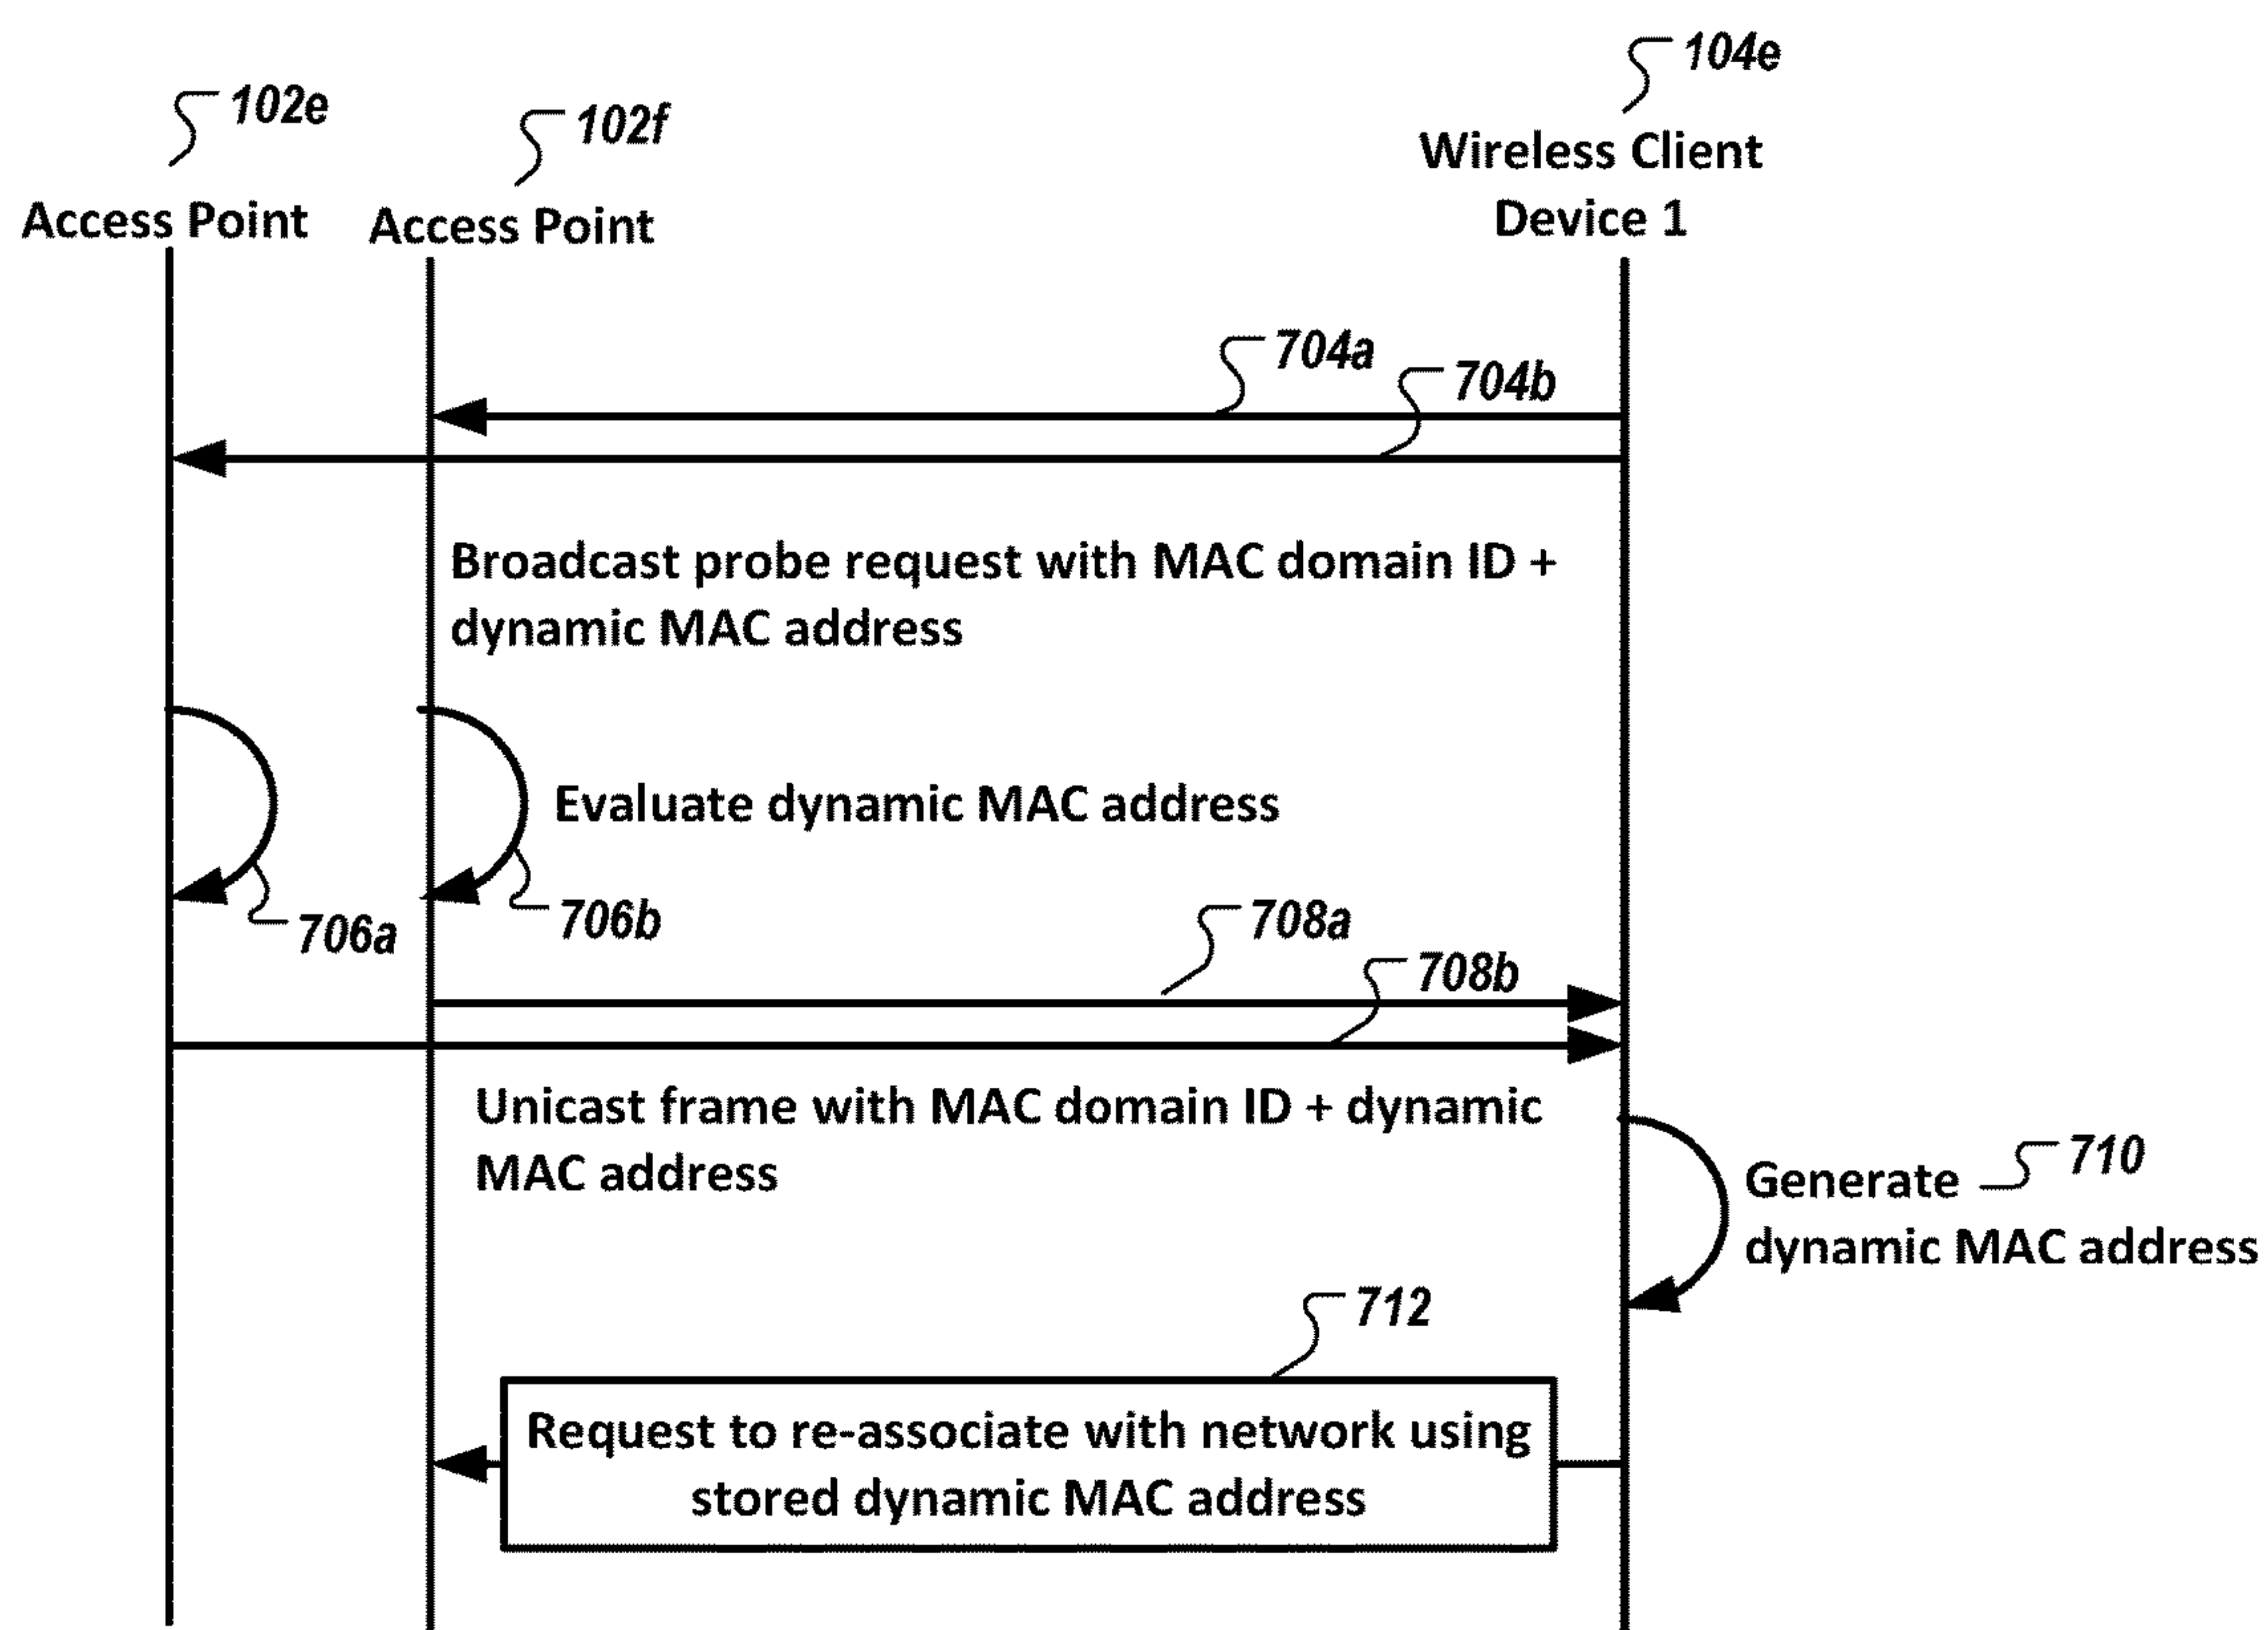 104e
102e
102f
Wireless Client
Device 1
Access Point
Access Point
704a
704b
Broadcast probe request with MAC domain ID +
dynamic MAC address
Evaluate dynamic MAC address
706a
706b
708a
708b
Unicast frame with MAC domain ID + dynamic
MAC address
Generate
710
dynamic MAC address
712
Request to re-associate with network using
stored dynamic MAC address